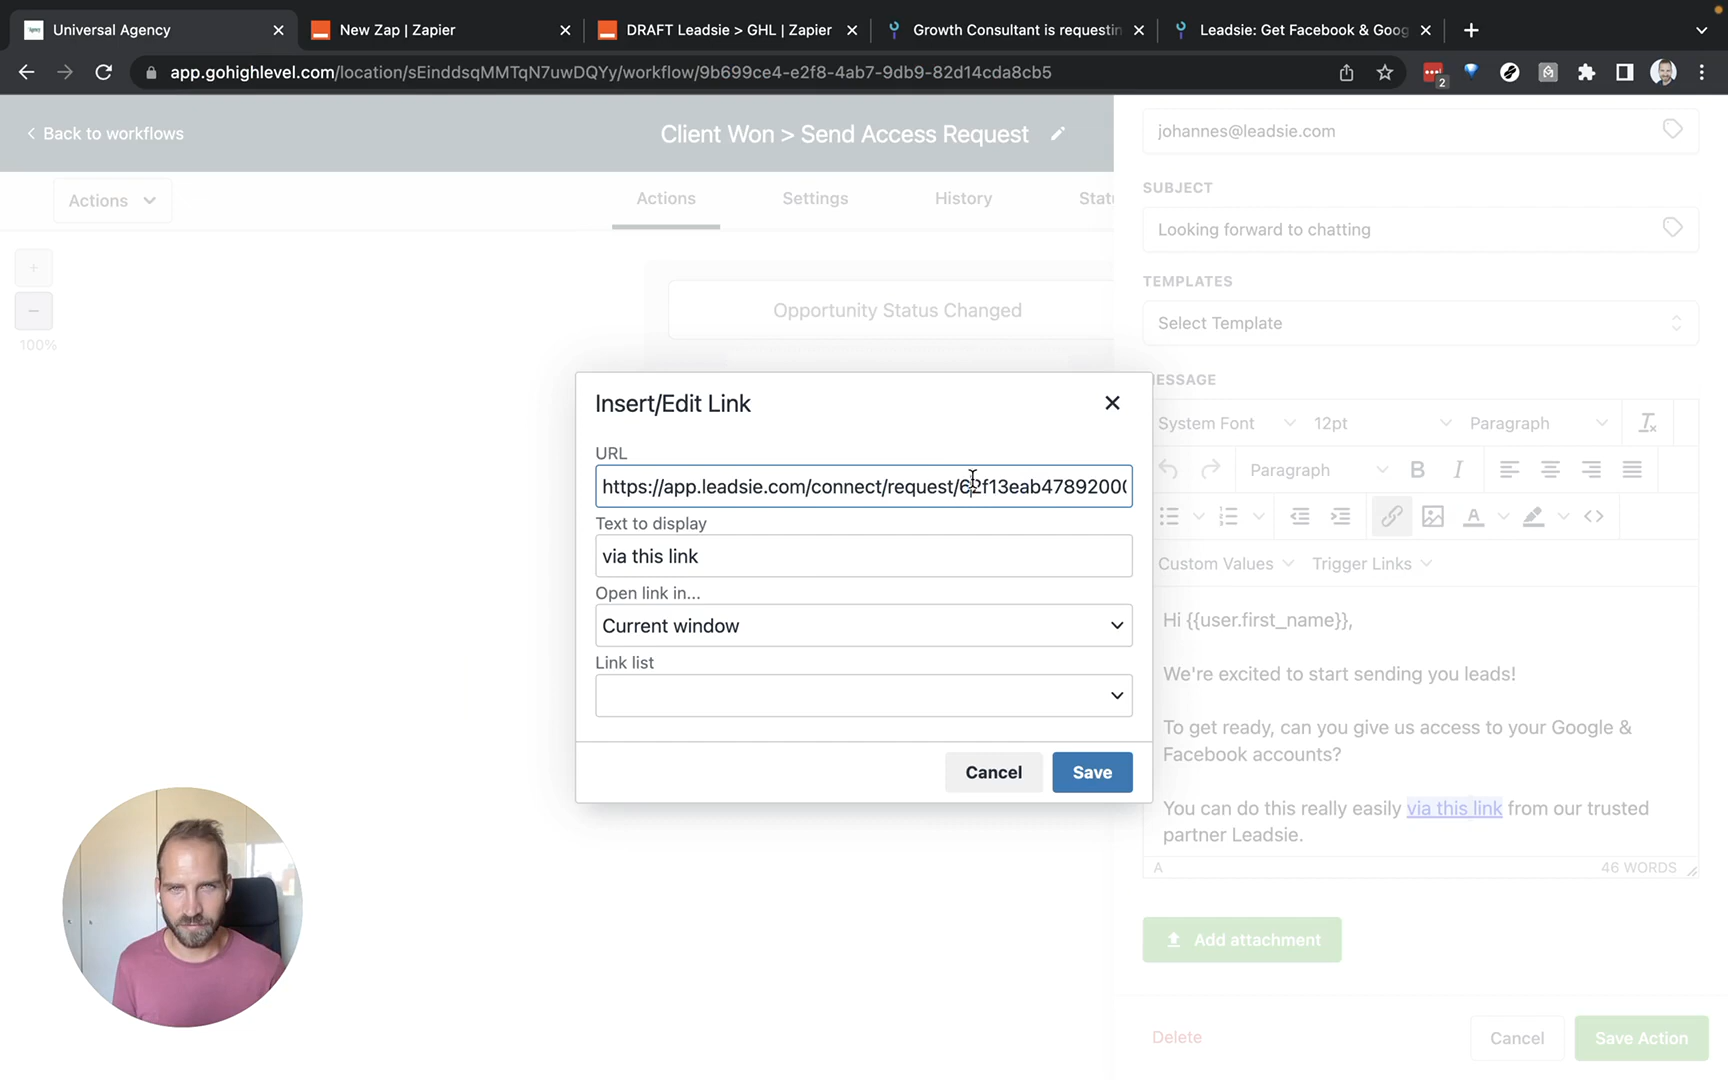 Universal Agency
New Zap | Zapier
DRAFT Leadsie > GHL | Zapier
Growth Consultant is requestin
Leadsie: Get Facebook & Goog
app.gohighlevel.com/location/sEinddsqMMTqN7uwDQYy/workflow/9b699ce4-e2f8-4ab7-9db9-82d14cda8cb5
2
Back to workflows
Client Won > Send Access Request
Actions
Actions
Settings
History
Statu
+
−
100%
Opportunity Status Changed
johannes@leadsie.com
SUBJECT
Looking forward to chatting
TEMPLATES
Select Template
MESSAGE
System Font
12pt
Paragraph
Paragraph
B
I
A
Custom Values
Trigger Links
Hi {{user.first_name}},
We're excited to start sending you leads!
To get ready, can you give us access to your Google &
Facebook accounts?
You can do this really easily via this link from our trusted
partner Leadsie.
A
46 WORDS
Add attachment
Delete
Cancel
Save Action
Insert/Edit Link
URL
https://app.leadsie.com/connect/request/62f13eab47892000
Text to display
via this link
Open link in...
Current window
Link list
Cancel
Save